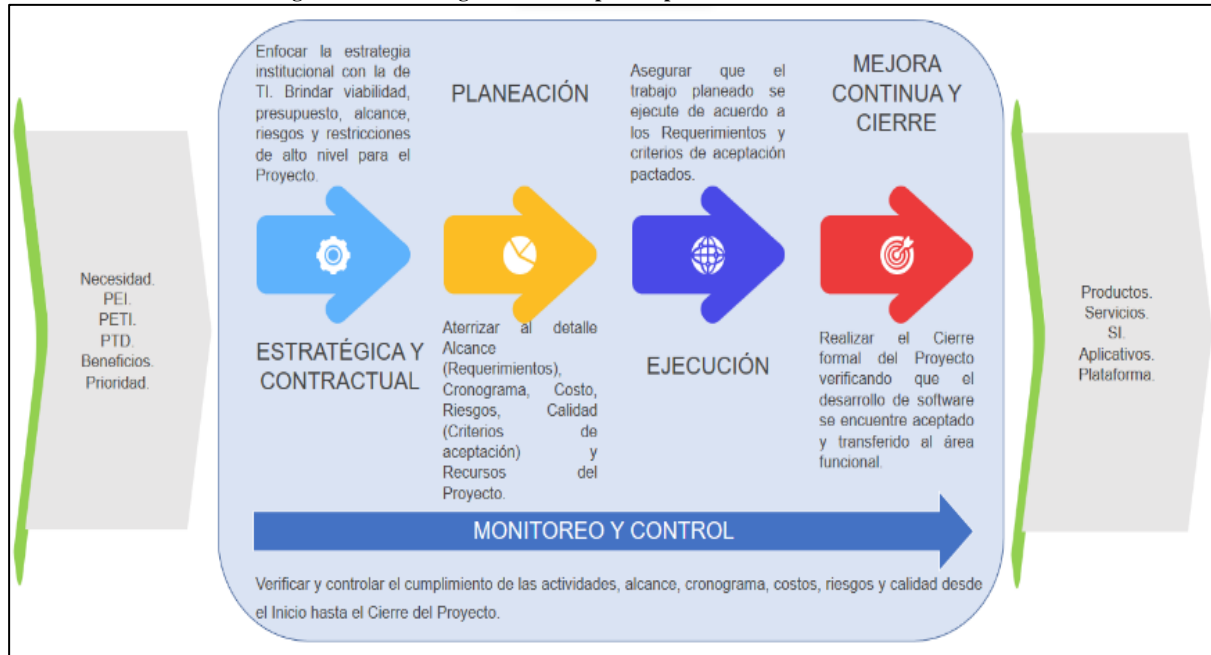 Necesidad.
PEI.
PETI.
PTD.
Beneficios.
Prioridad.
Enfocar la estrategia
institucional con la de
TI. Brindar viabilidad,
presupuesto, alcance,
riesgos y restricciones
de alto nivel para el
Proyecto.
ESTRATÉGICA Y
CONTRACTUAL
PLANEACIÓN
Aterrizar al detalle
Alcance
(Requerimientos),
Cronograma, Costo,
Riesgos, Calidad
(Criterios de
aceptación) y
Recursos del
Proyecto.
Asegurar que el
trabajo planeado se
ejecute de acuerdo a
los Requerimientos y
criterios de aceptación
pactados.
EJECUCIÓN
MEJORA
CONTINUA Y
CIERRE
Realizar el Cierre
formal del Proyecto
verificando que el
desarrollo de software
se encuentre aceptado
y transferido al área
funcional.
MONITOREO Y CONTROL
Verificar y controlar el cumplimiento de las actividades, alcance, cronograma, costos, riesgos y calidad desde
el Inicio hasta el Cierre del Proyecto.
Productos.
Servicios.
SI.
Aplicativos.
Plataforma.